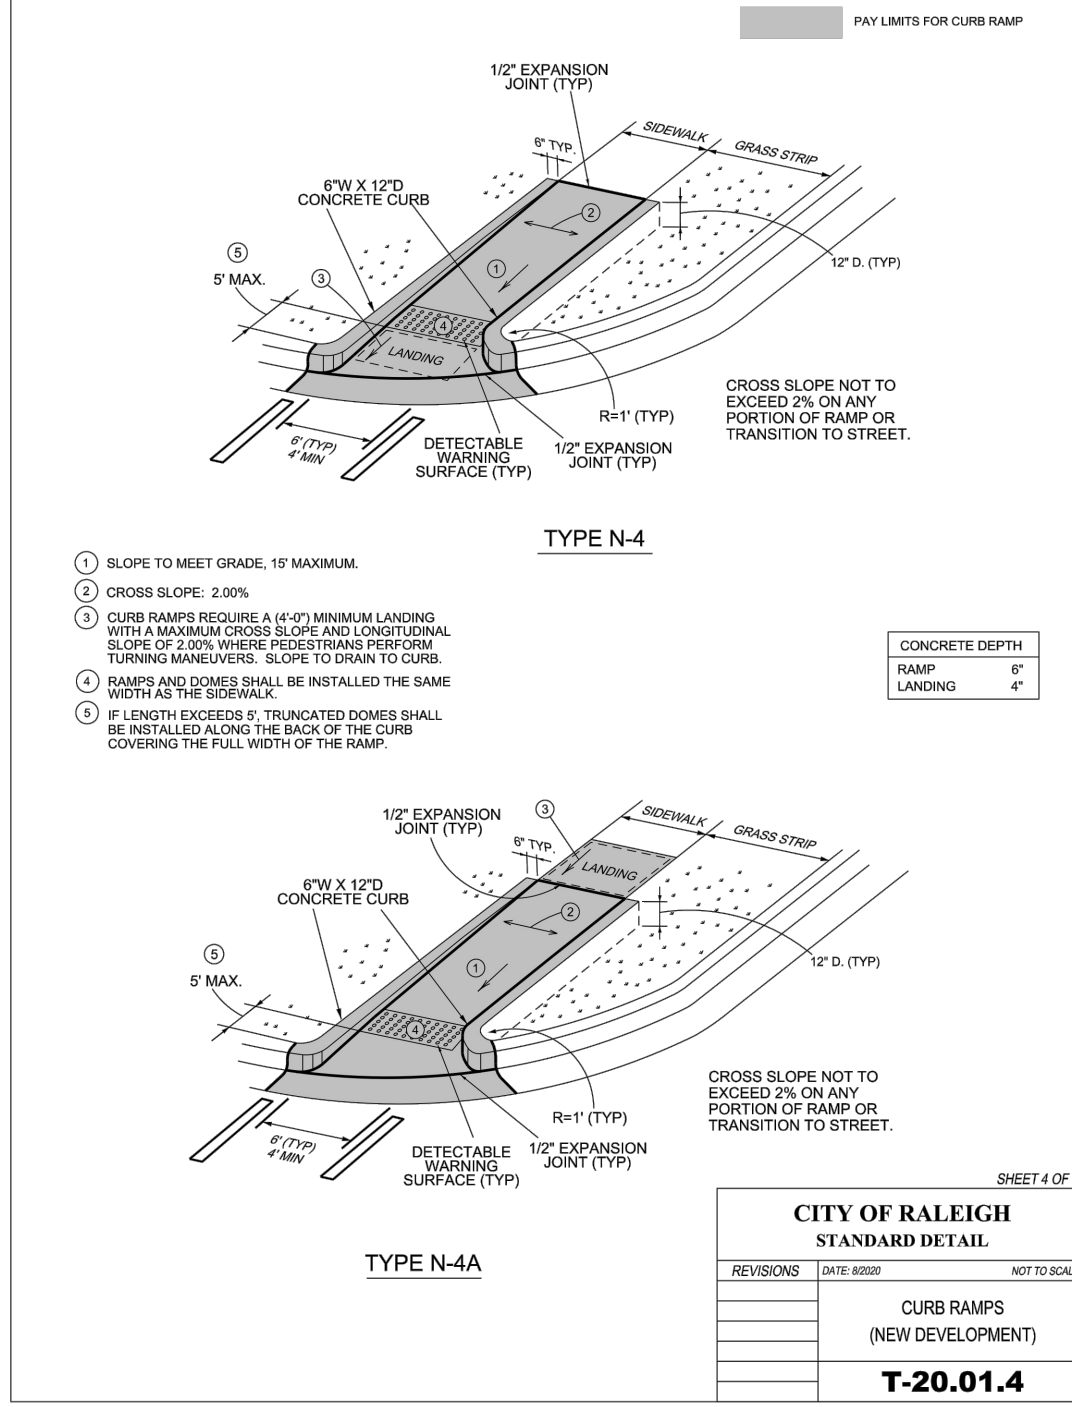 PAY LIMITS FOR CURB RAMP
1/2" EXPANSION
JOINT (TYP)
SIDEWALK
GRASS STRIP
6" TYP.
6"W X 12"D
CONCRETE CURB
2
5
5' MAX.
3
1
12" D. (TYP)
4
LANDING
CROSS SLOPE NOT TO
EXCEED 2% ON ANY
PORTION OF RAMP OR
TRANSITION TO STREET.
R=1' (TYP)
6' (TYP)
4' MIN
DETECTABLE
WARNING
SURFACE (TYP)
1/2" EXPANSION
JOINT (TYP)
TYPE N-4
1 SLOPE TO MEET GRADE, 15' MAXIMUM.
2 CROSS SLOPE: 2.00%
3 CURB RAMPS REQUIRE A (4'-0") MINIMUM LANDING
WITH A MAXIMUM CROSS SLOPE AND LONGITUDINAL
SLOPE OF 2.00% WHERE PEDESTRIANS PERFORM
TURNING MANEUVERS. SLOPE TO DRAIN TO CURB.
4 RAMPS AND DOMES SHALL BE INSTALLED THE SAME
WIDTH AS THE SIDEWALK.
5 IF LENGTH EXCEEDS 5', TRUNCATED DOMES SHALL
BE INSTALLED ALONG THE BACK OF THE CURB
COVERING THE FULL WIDTH OF THE RAMP.
CONCRETE DEPTH
RAMP 6"
LANDING 4"
1/2" EXPANSION
JOINT (TYP)
3
SIDEWALK
GRASS STRIP
6" TYP.
LANDING
6"W X 12"D
CONCRETE CURB
2
5
5' MAX.
1
12" D. (TYP)
4
CROSS SLOPE NOT TO
EXCEED 2% ON ANY
PORTION OF RAMP OR
TRANSITION TO STREET.
R=1' (TYP)
6' (TYP)
4' MIN
DETECTABLE
WARNING
SURFACE (TYP)
1/2" EXPANSION
JOINT (TYP)
TYPE N-4A
SHEET 4 OF
CITY OF RALEIGH
STANDARD DETAIL
REVISIONS
DATE: 8/2020
NOT TO SCAL
CURB RAMPS
(NEW DEVELOPMENT)
T-20.01.4